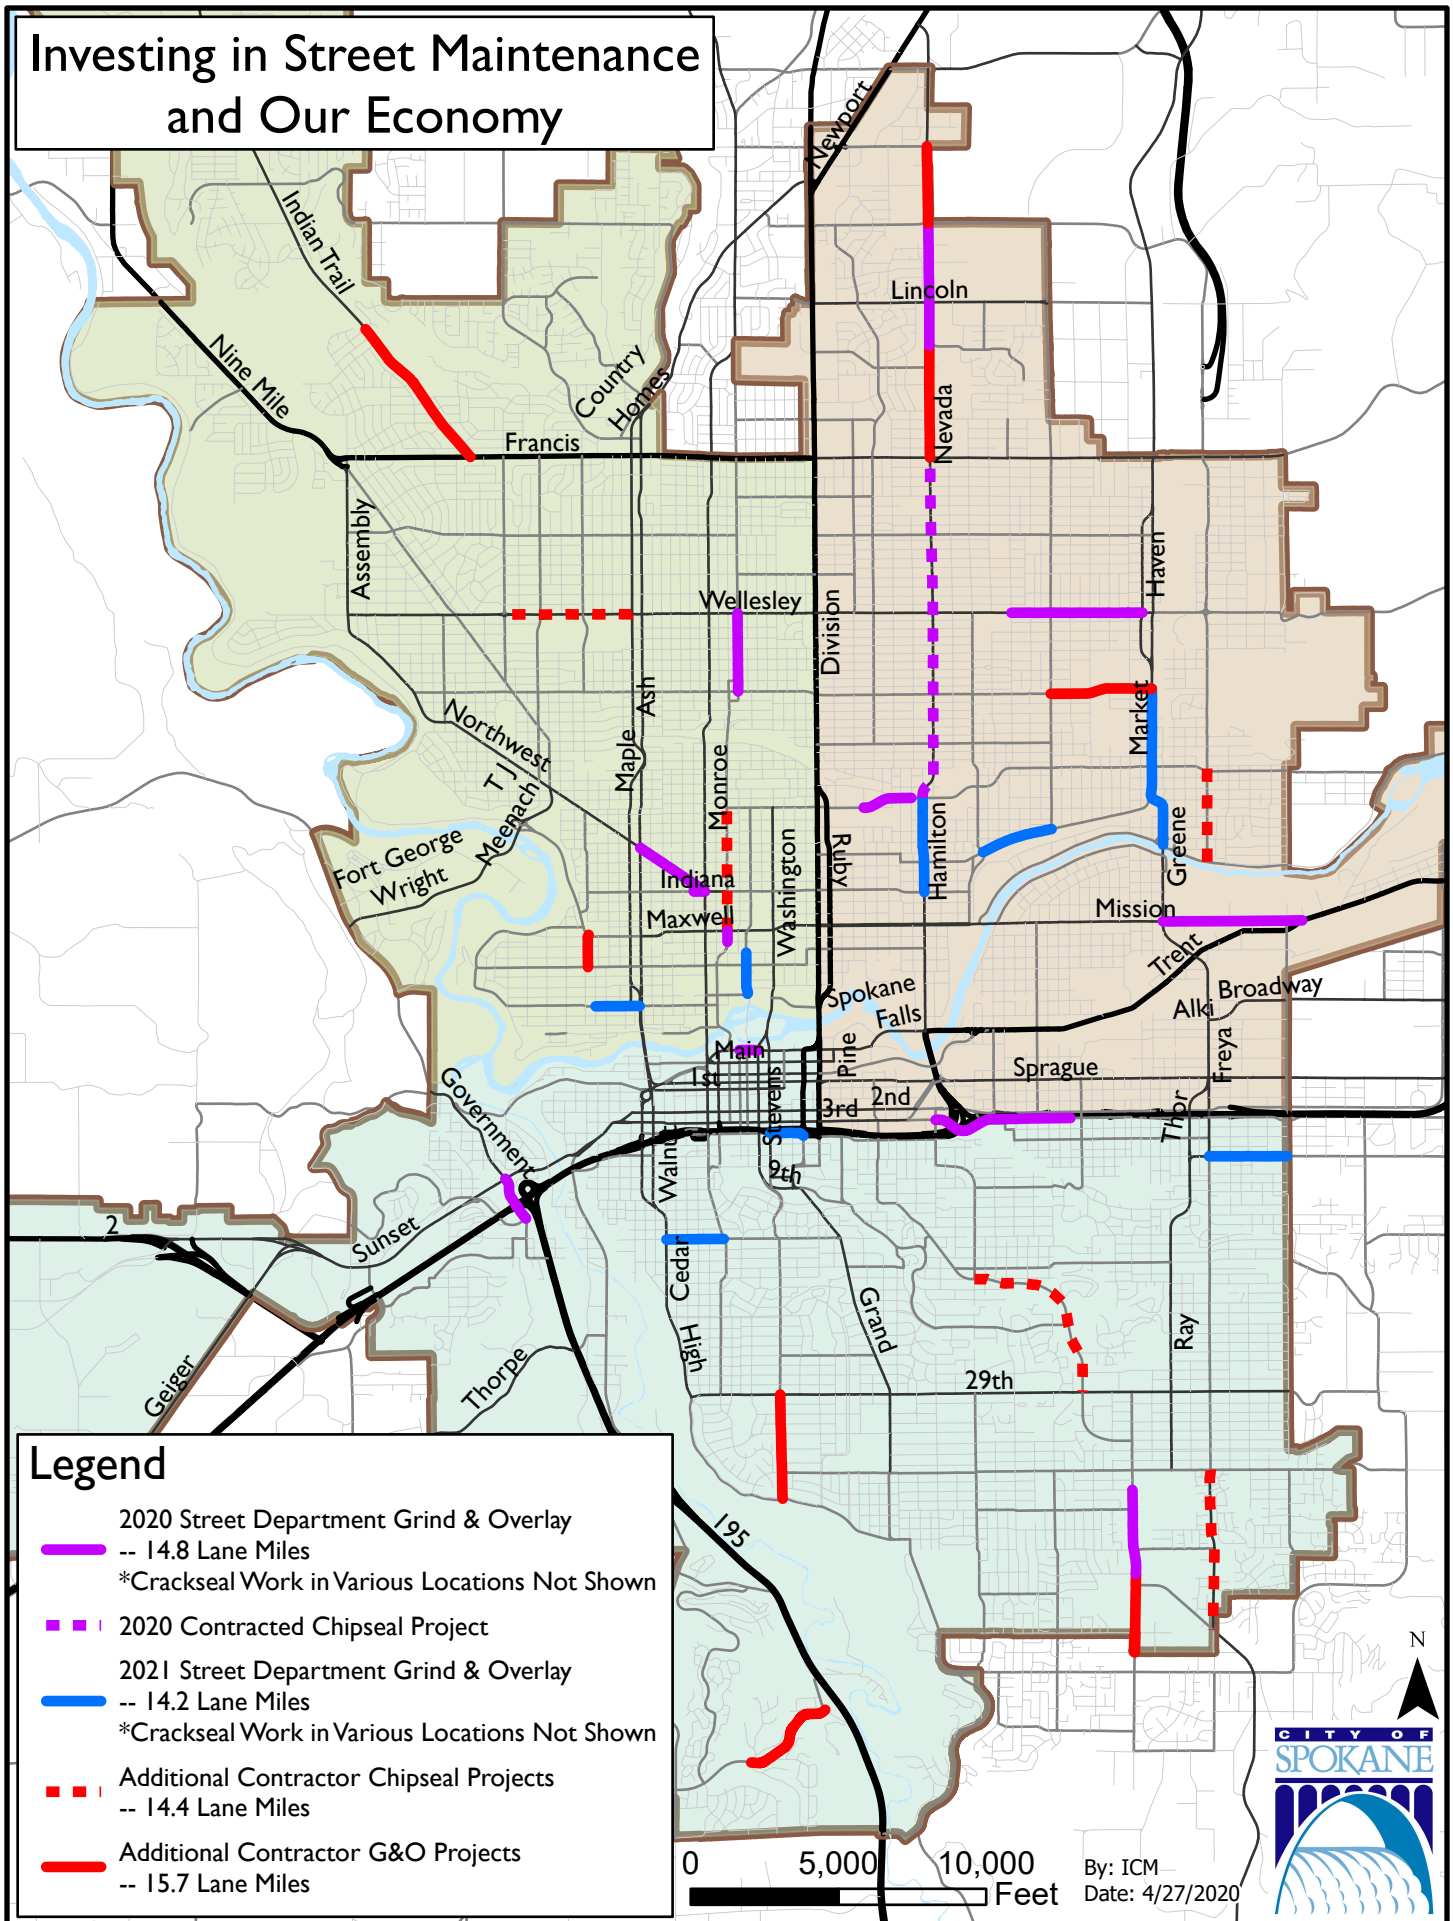 Investing in Street Maintenance
and Our Economy
Newport
Indian Trail
Lincoln
Nine Mile
Country
Homes
Nevada
Francis
Assembly
Haven
Wellesley
Division
Ash
Northwest
Market
Maple
T J
Meenach
Monroe
Fort George
Wright
Washington
Ruby
Hamilton
Greene
Indiana
Maxwell
Mission
Trent
Spokane
Falls
Broadway
Alki
Main
Pine
Freya
1st
Sprague
Government
Stevens
3rd
2nd
Thor
Walnut
9th
2
Sunset
Cedar
Grand
High
Ray
Geiger
Thorpe
29th
195
Legend
2020 Street Department Grind & Overlay
-- 14.8 Lane Miles
*Crackseal Work in Various Locations Not Shown
2020 Contracted Chipseal Project
2021 Street Department Grind & Overlay
-- 14.2 Lane Miles
*Crackseal Work in Various Locations Not Shown
Additional Contractor Chipseal Projects
-- 14.4 Lane Miles
Additional Contractor G&O Projects
-- 15.7 Lane Miles
0 5,000 10,000
Feet
By: ICM
Date: 4/27/2020
N
CITY OF
SPOKANE